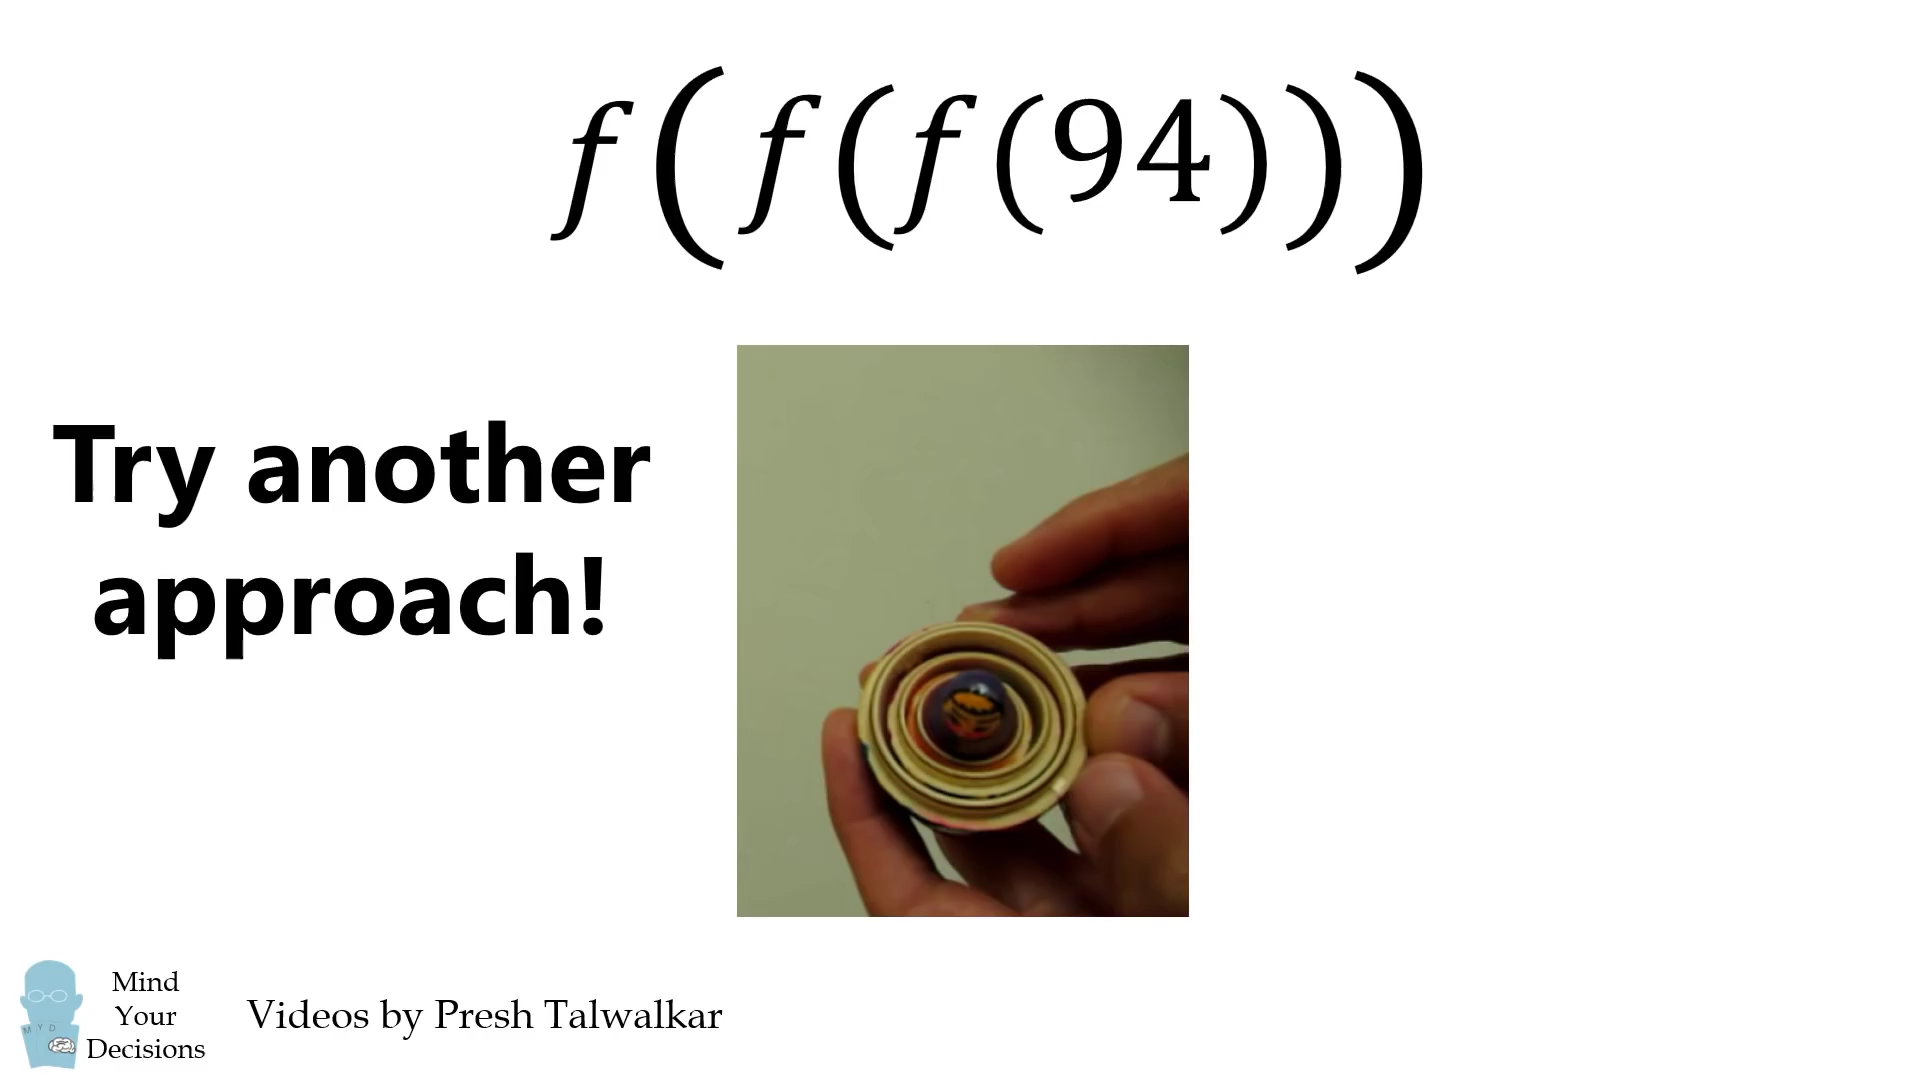 f(f(f(94)))
Try another
approach!
Mind
Your
Decisions
M Y D
Videos by Presh Talwalkar